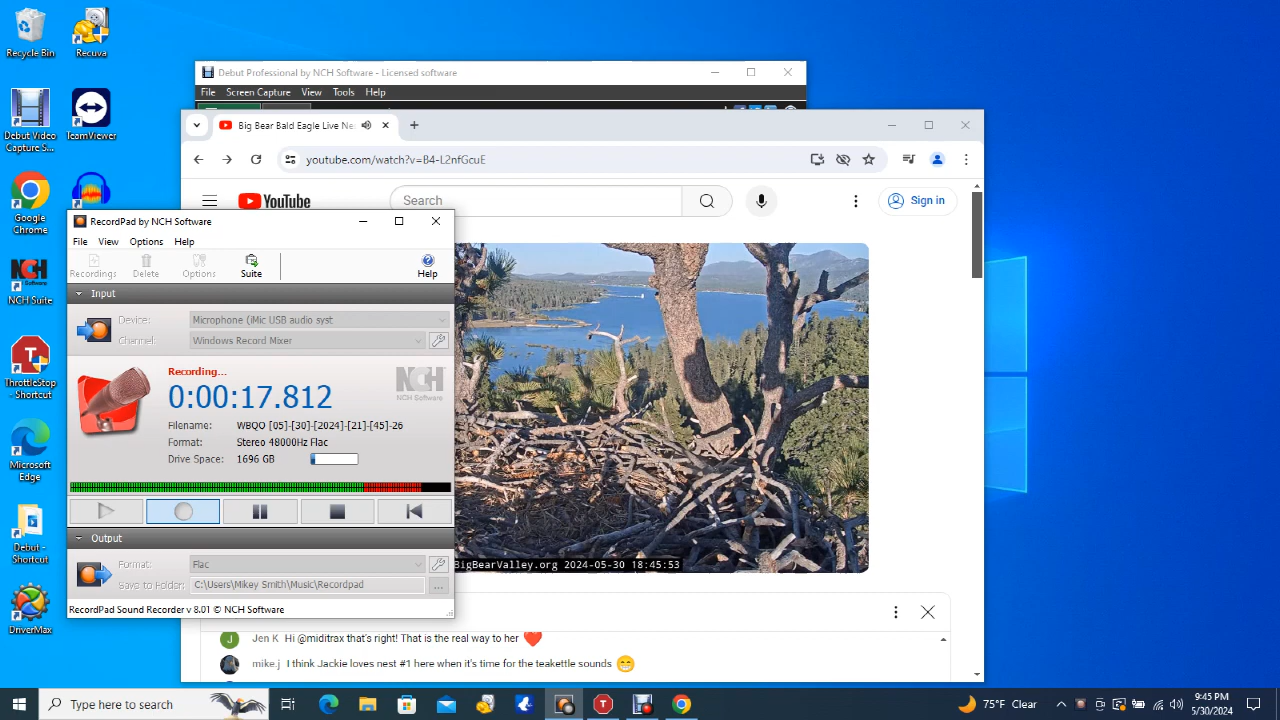 Recycle Bin
Recuva
Debut Video
Capture S...
TeamViewer
Google
Chrome
NCH
Software
NCH Suite
ThrottleStop
- Shortcut
Microsoft
Edge
Debut -
Shortcut
DriverMax
Debut Professional by NCH Software - Licensed software
File Screen Capture View Tools Help
Big Bear Bald Eagle Live Ne
youtube.com/watch?v=B4-L2nfGcuE
YouTube
Search
Sign in
RecordPad by NCH Software
File View Options Help
Recordings Delete Options Suite Help
Input
Device: Microphone (iMic USB audio syst
Channel: Windows Record Mixer
Recording...
0:00:17.812
NCH
NCH Software
Filename: WBQQ [05]-[30]-[2024]-[21]-[45]-26
Format: Stereo 48000Hz Flac
Drive Space: 1696 GB
Output
Format: Flac
Save to Folder: C:\Users\Mikey Smith\Music\Recordpad
...
RecordPad Sound Recorder v 8.01 © NCH Software
BigBearValley.org 2024-05-30 18:45:53
J Jen K Hi @miditrax that's right! That is the real way to her
mike.j I think Jackie loves nest #1 here when it's time for the teakettle sounds
Type here to search
T
75°F Clear
9:45 PM
5/30/2024